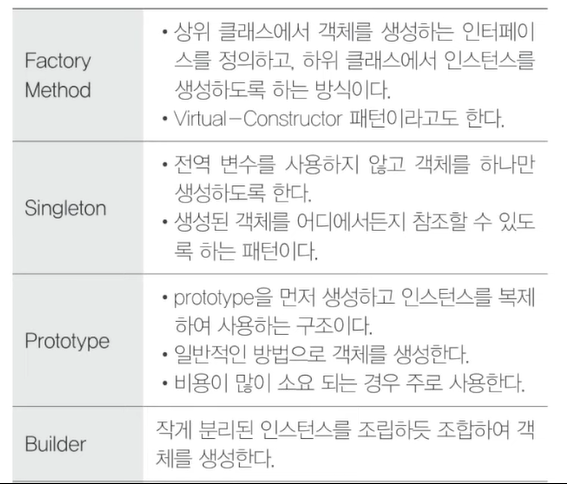 Factory
Method
• 상위 클래스에서 객체를 생성하는 인터페이
스를 정의하고, 하위 클래스에서 인스턴스를
생성하도록 하는 방식이다.
• Virtual-Constructor 패턴이라고도 한다.
Singleton
• 전역 변수를 사용하지 않고 객체를 하나만
생성하도록 한다.
• 생성된 객체를 어디에서든지 참조할 수 있도
록 하는 패턴이다.
Prototype
• prototype을 먼저 생성하고 인스턴스를 복제
하여 사용하는 구조이다.
• 일반적인 방법으로 객체를 생성한다.
• 비용이 많이 소요 되는 경우 주로 사용한다.
Builder
작게 분리된 인스턴스를 조립하듯 조합하여 객
체를 생성한다.